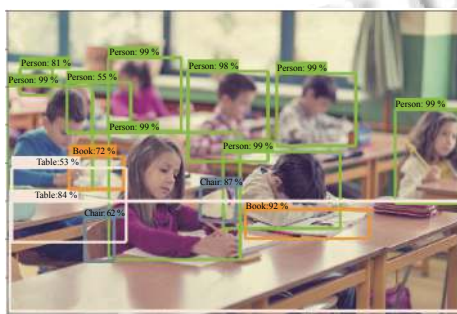 Person: 81 %
Person: 99 %
Person: 55 %
Person: 99 %
Person: 98 %
Person: 99 %
Person: 99 %
Person: 99 %
Person: 99 %
Book:72 %
Table:53 %
Table:84 %
Chair: 87 %
Chair: 62 %
Book:92 %